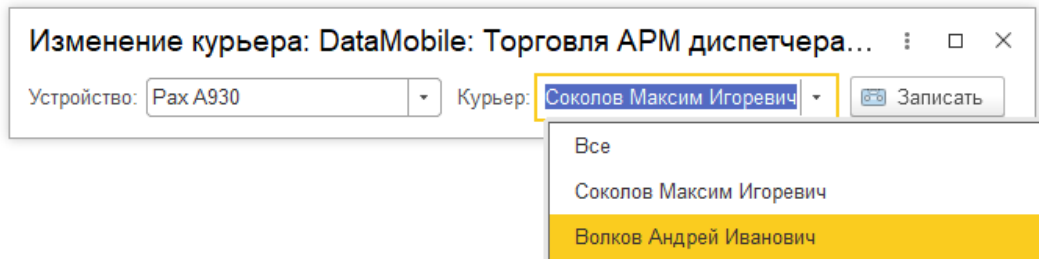 Изменение курьера: DataMobile: Торговля АРМ диспетчера...
Устройство: Pax A930 Курьер: Соколов Максим Игоревич Записать
Все
Соколов Максим Игоревич
Волков Андрей Иванович